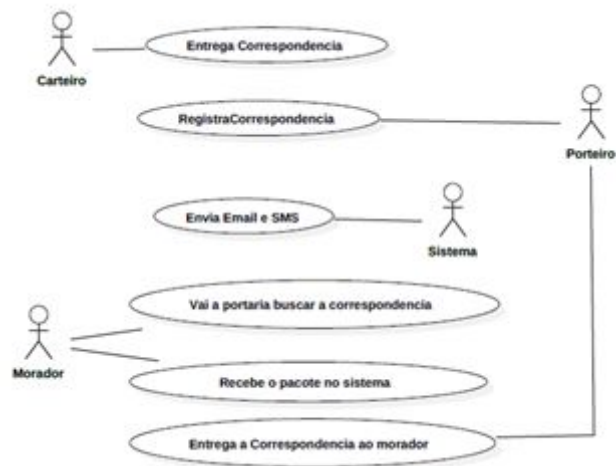 Entrega Correspondencia
Carteiro
RegistraCorrespondencia
Porteiro
Envia Email e SMS
Sistema
Vai a portaria buscar a correspondencia
Morador
Recebe o pacote no sistema
Entrega a Correspondencia ao morador